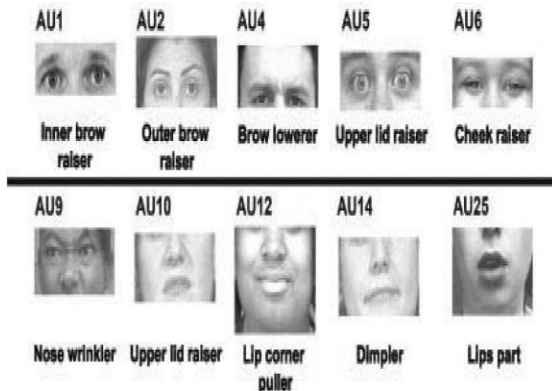 AU1 AU2 AU4 AU5 AU6
Inner brow raiser Outer brow raiser Brow lowerer Upper lid raiser Cheek raiser
AU9 AU10 AU12 AU14 AU25
Nose wrinkler Upper lid raiser Lip corner puller Dimpler Lips part